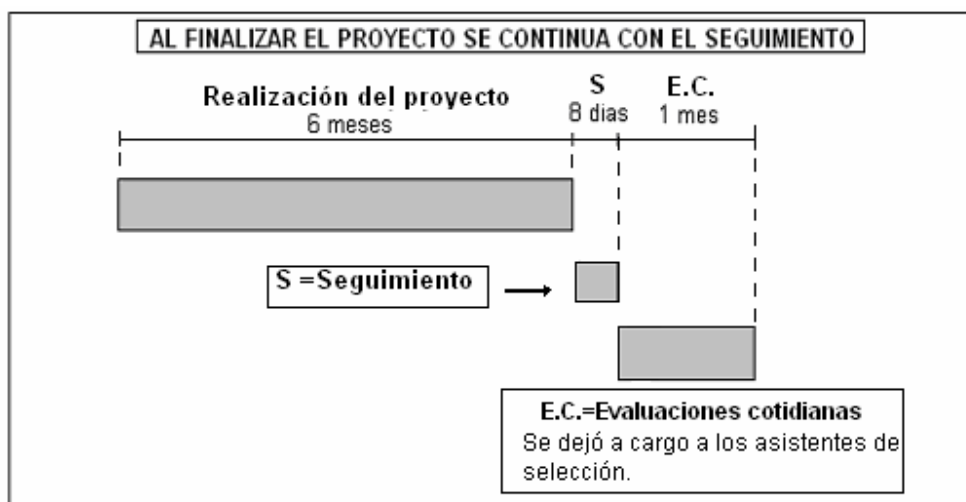 AL FINALIZAR EL PROYECTO SE CONTINUA CON EL SEGUIMIENTO
Realización del proyecto
6 meses
S
8 dias
E.C.
1 mes
S =Seguimiento
E.C.=Evaluaciones cotidianas
Se dejó a cargo a los asistentes de
selección.